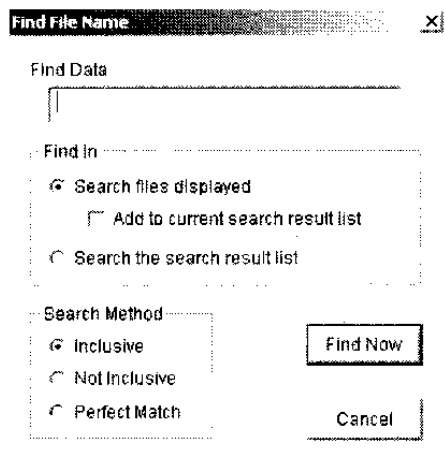 Find File Name
Find Data
Find In
Search files displayed
Add to current search result list
Search the search result list
Search Method
Inclusive
Not Inclusive
Perfect Match
Find Now
Cancel